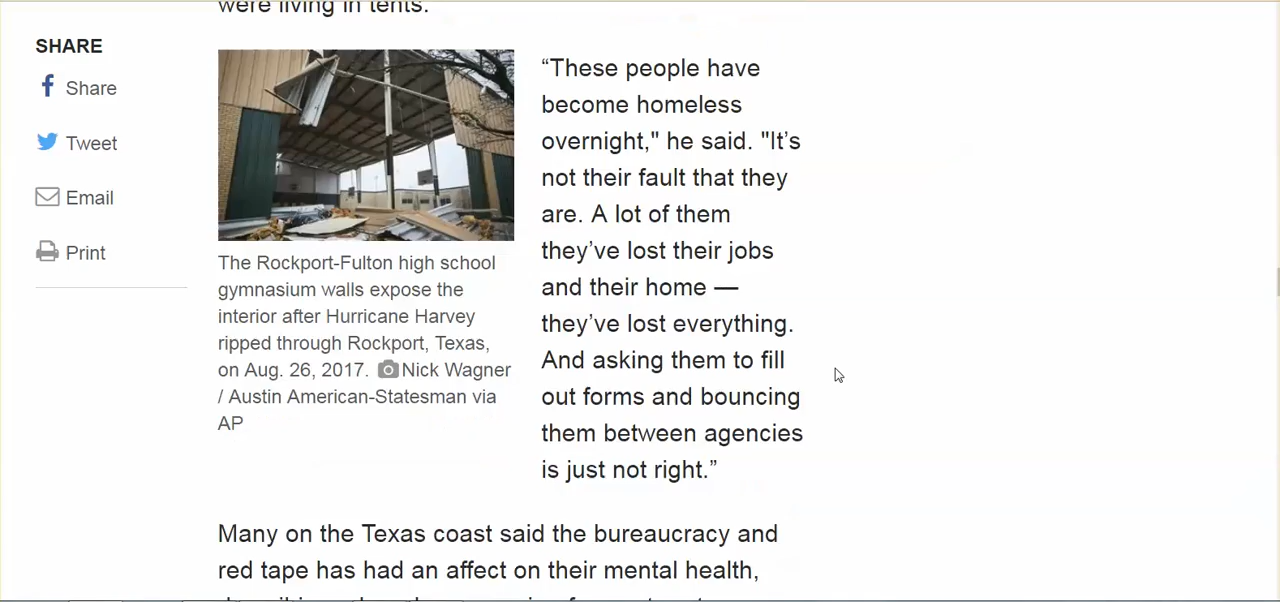 were living in tents.
SHARE
Share
Tweet
Email
Print
The Rockport-Fulton high school
gymnasium walls expose the
interior after Hurricane Harvey
ripped through Rockport, Texas,
on Aug. 26, 2017. Nick Wagner
/ Austin American-Statesman via
AP
“These people have
become homeless
overnight," he said. "It’s
not their fault that they
are. A lot of them
they’ve lost their jobs
and their home —
they’ve lost everything.
And asking them to fill
out forms and bouncing
them between agencies
is just not right.”
Many on the Texas coast said the bureaucracy and
red tape has had an affect on their mental health,